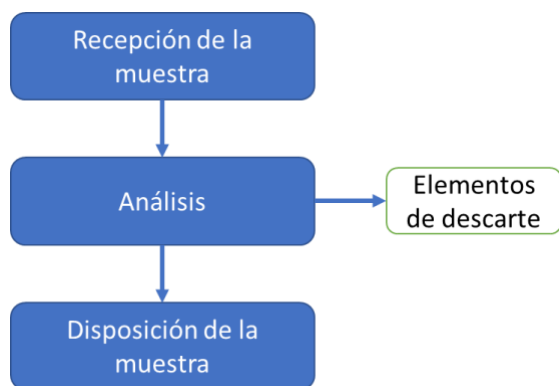 Recepción de la
muestra
Análisis
Elementos
de descarte
Disposición de la
muestra